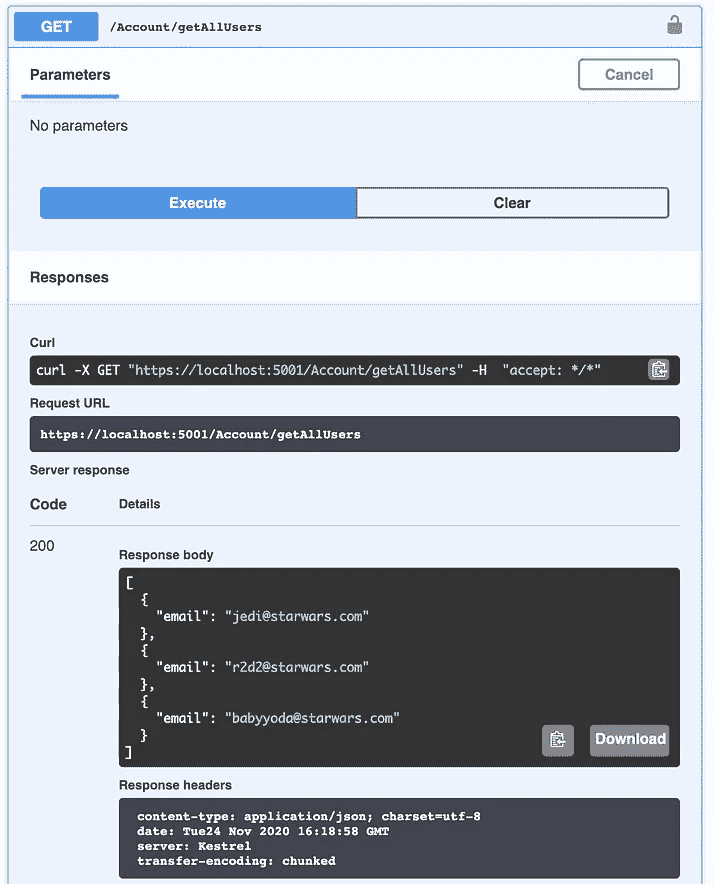 GET /Account/getAllUsers
Parameters
Cancel
No parameters
Execute
Clear
Responses
Curl
curl -X GET "https://localhost:5001/Account/getAllUsers" -H  "accept: */*"
Request URL
https://localhost:5001/Account/getAllUsers
Server response
Code
Details
200
Response body
[
  {
    "email": "jedi@starwars.com"
  },
  {
    "email": "r2d2@starwars.com"
  },
  {
    "email": "babyyoda@starwars.com"
  }
]
Download
Response headers
content-type: application/json; charset=utf-8
date: Tue24 Nov 2020 16:18:58 GMT
server: Kestrel
transfer-encoding: chunked